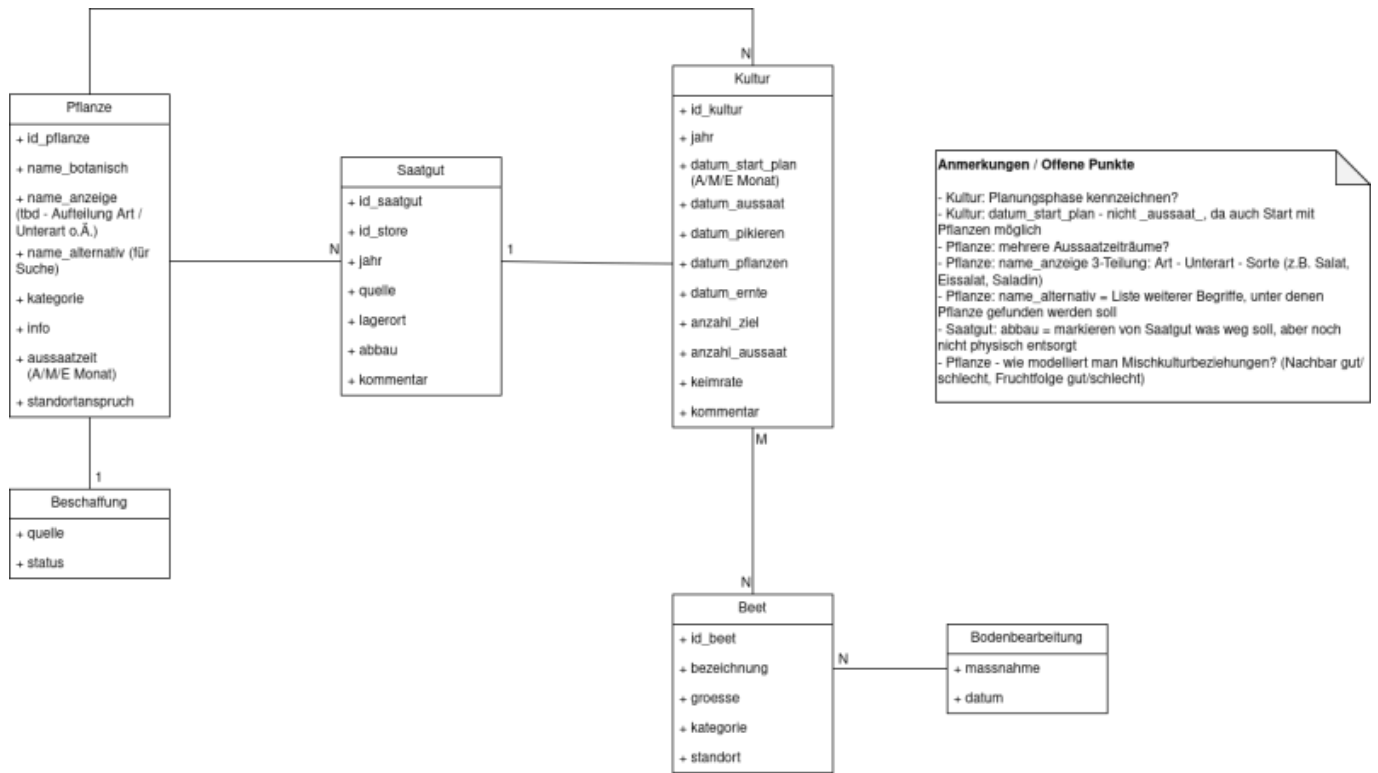 N
Kultur
+ id_kultur
+ jahr
+ datum_start_plan
(A/M/E Monat)
+ datum_aussaat
+ datum_pikieren
+ datum_pflanzen
+ datum_ernte
+ anzahl_ziel
+ anzahl_aussaat
+ keimrate
+ kommentar
Pflanze
+ id_pflanze
+ name_botanisch
+ name_anzeige
(tbd - Aufteilung Art /
Unterart o.Ä.)
+ name_alternativ (für
Suche)
+ kategorie
+ info
+ aussaatzeit
(A/M/E Monat)
+ standortanspruch
N
Saatgut
+ id_saatgut
+ id_store
+ jahr
+ quelle
+ lagerort
+ abbau
+ kommentar
1
Anmerkungen / Offene Punkte
- Kultur: Planungsphase kennzeichnen?
- Kultur: datum_start_plan - nicht _aussaat_, da auch Start mit
Pflanzen möglich
- Pflanze: mehrere Aussaatzeiträume?
- Pflanze: name_anzeige 3-Teilung: Art - Unterart - Sorte (z.B. Salat,
Eissalat, Saladin)
- Pflanze: name_alternativ = Liste weiterer Begriffe, unter denen
Pflanze gefunden werden soll
- Saatgut: abbau = markieren von Saatgut was weg soll, aber noch
nicht physisch entsorgt
- Pflanze - wie modelliert man Mischkulturbeziehungen? (Nachbar gut/
schlecht, Fruchtfolge gut/schlecht)
1
Beschaffung
+ quelle
+ status
M
N
Beet
+ id_beet
+ bezeichnung
+ groesse
+ kategorie
+ standort
N
Bodenbearbeitung
+ massnahme
+ datum